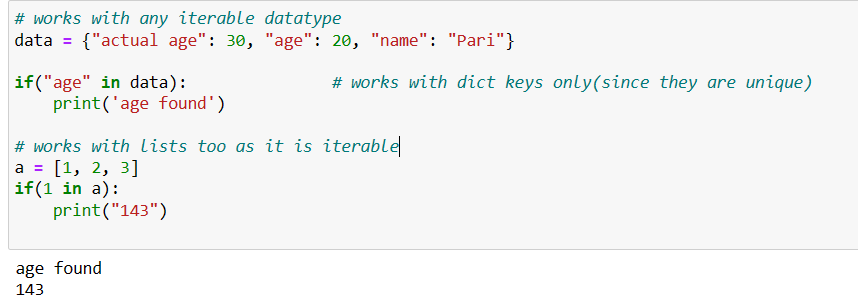 # works with any iterable datatype
data = {"actual age": 30, "age": 20, "name": "Pari"}
if("age" in data):               # works with dict keys only(since they are unique)
    print('age found')
# works with lists too as it is iterable
a = [1, 2, 3]
if(1 in a):
    print("143")
age found
143